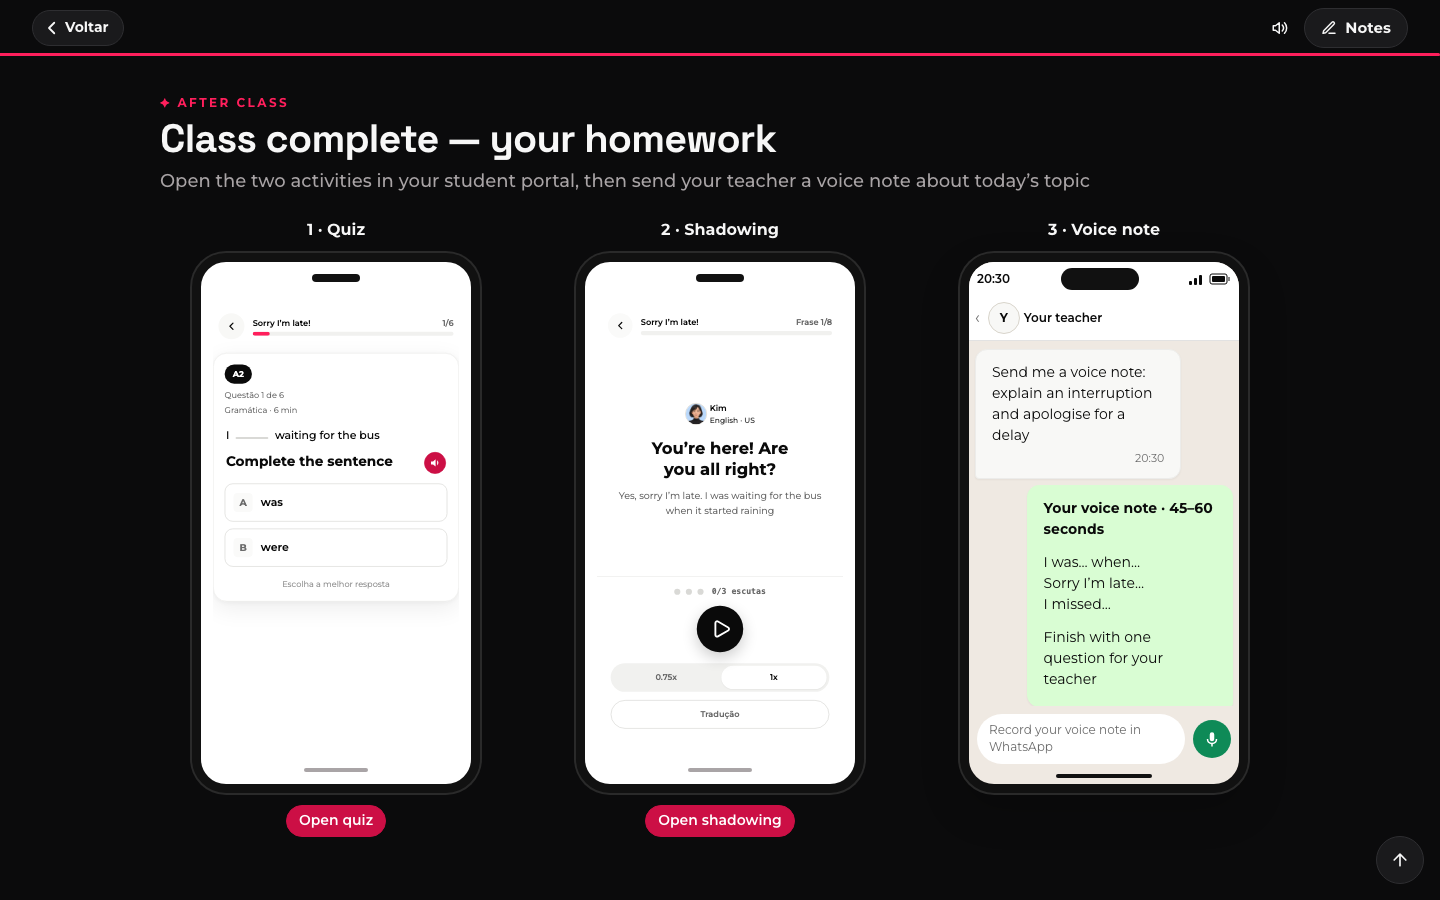 Voltar
Notes
AFTER CLASS
Class complete — your homework
Open the two activities in your student portal, then send your teacher a voice note about today's topic
1 · Quiz
Sorry I'm late!
1/6
A2
Questão 1 de 6
Gramática · 6 min
I ____ waiting for the bus
Complete the sentence
A was
B were
Escolha a melhor resposta
Open quiz
2 · Shadowing
Sorry I'm late!
Frase 1/8
Kim
English · US
You're here! Are
you all right?
Yes, sorry I'm late. I was waiting for the bus
when it started raining
0/3 escutas
0.75x
1x
Tradução
Open shadowing
3 · Voice note
20:30
Y
Your teacher
Send me a voice note:
explain an interruption
and apologise for a
delay
20:30
Your voice note · 45–60
seconds
I was... when...
Sorry I'm late...
I missed...
Finish with one
question for your
teacher
Record your voice note in
WhatsApp